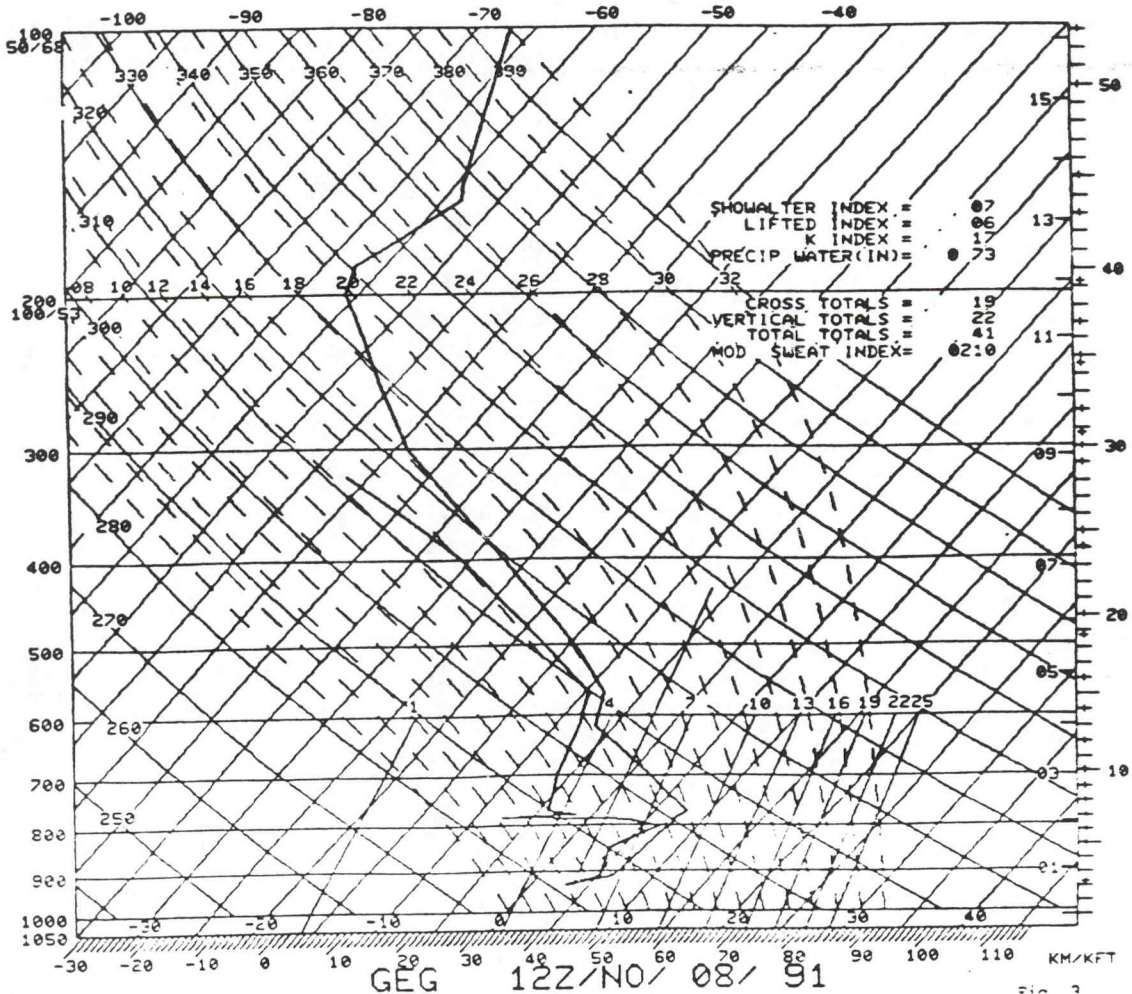 -100 -90 -80 -70 -60 -50 -40
100
50/68
330 340 350 360 370 380 399
50
15
320
310
SHOWALTER INDEX = 07
LIFTED INDEX = 06
K INDEX = 17
PRECIP WATER(IN)= 0 73
13
40
08 10 12 14 16 18 20 22 24 26 28 30 32
200
100/53
300
CROSS TOTALS = 19
VERTICAL TOTALS = 22
TOTAL TOTALS = 41
MOD SWEAT INDEX= 0210
11
290
300
09
30
280
400
07
270
20
500
05
1 4 7 10 13 16 19 2225
600
260
700
03
10
250
800
900
01
1000
-30 -20 -10 0 10 20 30 40
1050
-30 -20 -10 0 10 20 30 40 50 60 70 80 90 100 110 KM/KFT
GEG 12Z/NO/ 08/ 91
Fig. 3